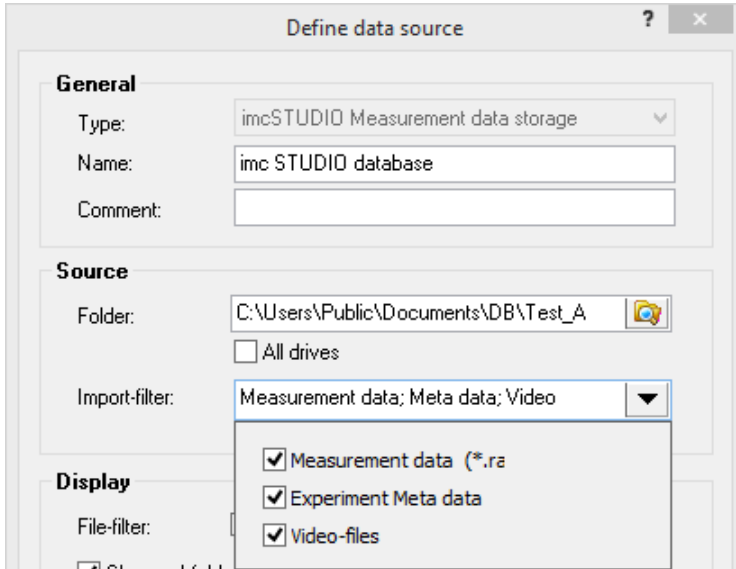 Define data source
?
General
Type: imcSTUDIO Measurement data storage
Name: imc STUDIO database
Comment:
Source
Folder: C:\Users\Public\Documents\DB\Test_A
All drives
Import-filter: Measurement data; Meta data; Video
Measurement data (*.ra
Display
Experiment Meta data
File-filter:
Video-files